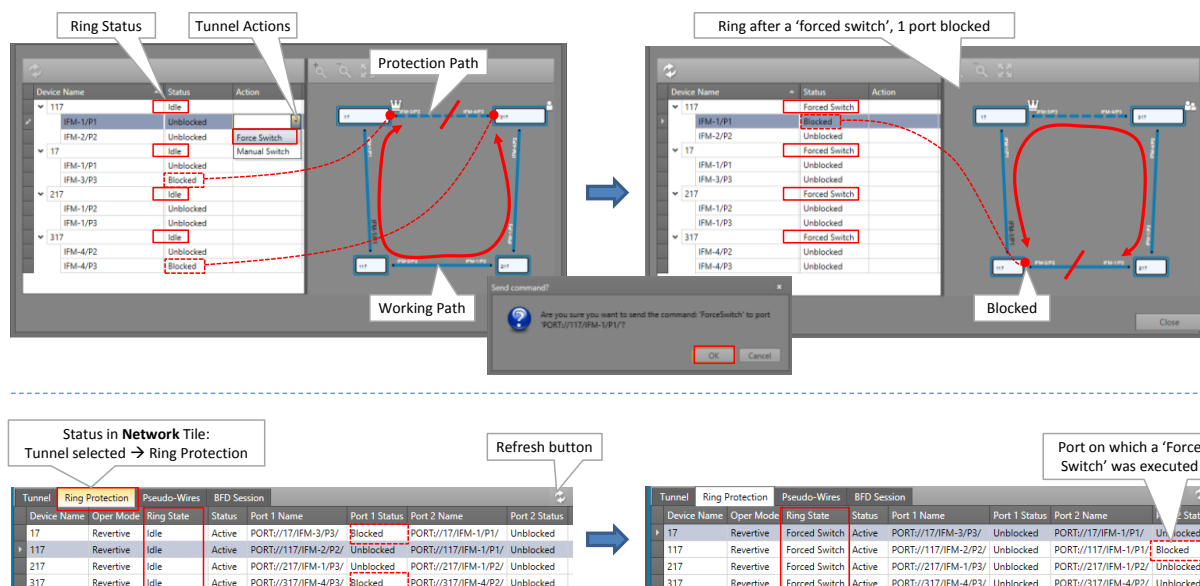 Ring Status
Tunnel Actions
Ring after a ‘forced switch’, 1 port blocked
Protection Path
Device Name Status Action
117 Idle
IFM-1/P1 Unblocked
IFM-2/P2 Unblocked Force Switch
17 Idle Manual Switch
IFM-1/P1 Unblocked
IFM-3/P3 Blocked
217 Idle
IFM-1/P2 Unblocked
IFM-1/P3 Unblocked
317 Idle
IFM-4/P2 Unblocked
IFM-4/P3 Blocked
17
317
117
217
Working Path
Device Name Status Action
117 Forced Switch
IFM-1/P1 Blocked
IFM-2/P2 Unblocked
17 Forced Switch
IFM-1/P1 Unblocked
IFM-3/P3 Unblocked
217 Forced Switch
IFM-1/P2 Unblocked
IFM-1/P3 Unblocked
317 Forced Switch
IFM-4/P2 Unblocked
IFM-4/P3 Unblocked
17
317
117
217
Blocked
Close
Send command?
Are you sure you want to send the command: 'ForceSwitch' to port
'PORT://117/IFM-1/P1/'?
OK Cancel
Status in Network Tile:
Tunnel selected → Ring Protection
Refresh button
Port on which a ‘Force
Switch’ was executed
Tunnel Ring Protection Pseudo-Wires BFD Session
Device Name Oper Mode Ring State Status Port 1 Name Port 1 Status Port 2 Name Port 2 Status
17 Revertive Idle Active PORT://17/IFM-3/P3/ Blocked PORT://17/IFM-1/P1/ Unblocked
117 Revertive Idle Active PORT://117/IFM-2/P2/ Unblocked PORT://117/IFM-1/P1/ Unblocked
217 Revertive Idle Active PORT://217/IFM-1/P3/ Unblocked PORT://217/IFM-1/P2/ Unblocked
317 Revertive Idle Active PORT://317/IFM-4/P3/ Blocked PORT://317/IFM-4/P2/ Unblocked
Tunnel Ring Protection Pseudo-Wires BFD Session
Device Name Oper Mode Ring State Status Port 1 Name Port 1 Status Port 2 Name
17 Revertive Forced Switch Active PORT://17/IFM-3/P3/ Unblocked PORT://17/IFM-1/P1/ Unblocked
117 Revertive Forced Switch Active PORT://117/IFM-2/P2/ Unblocked PORT://117/IFM-1/P1/ Blocked
217 Revertive Forced Switch Active PORT://217/IFM-1/P3/ Unblocked PORT://217/IFM-1/P2/ Unblocked
317 Revertive Forced Switch Active PORT://317/IFM-4/P3/ Unblocked PORT://317/IFM-4/P2/ Unblocked